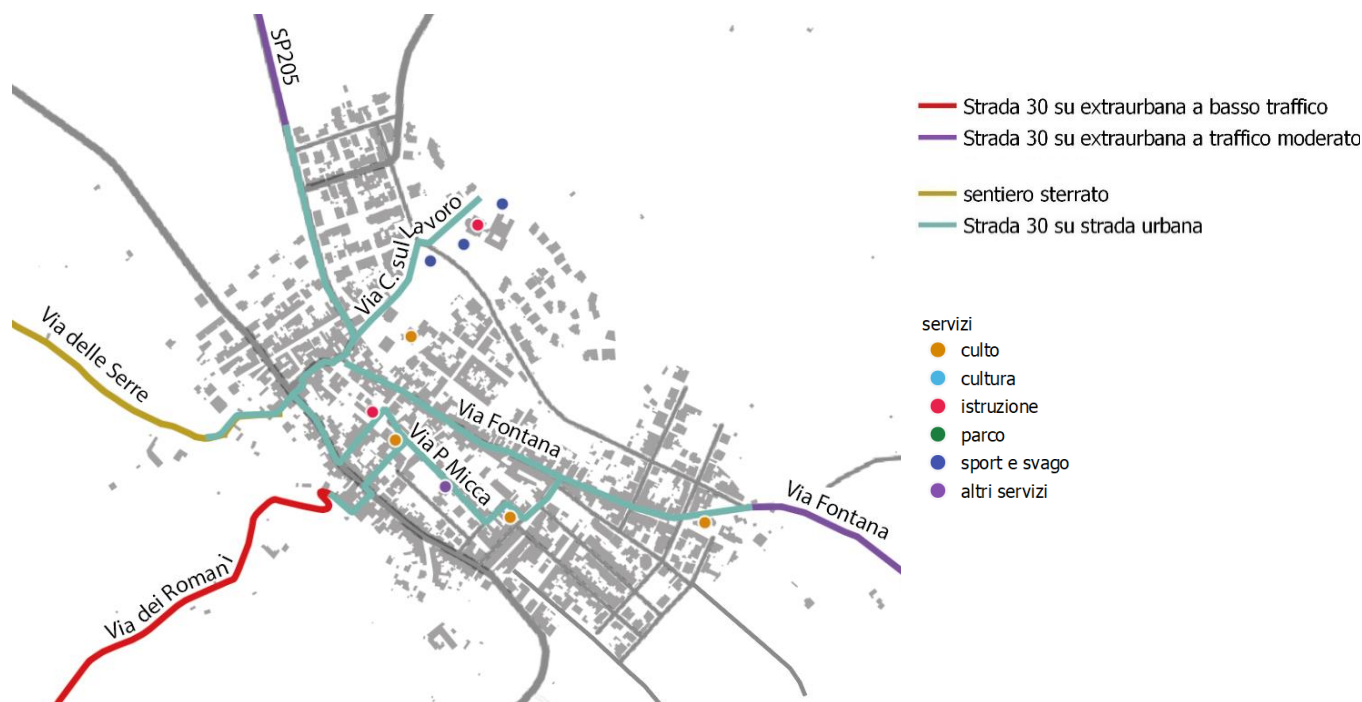 SP205
Strada 30 su extraurbana a basso traffico
Strada 30 su extraurbana a traffico moderato
sentiero sterrato
Strada 30 su strada urbana
Via C. sul Lavoro
Via delle Serre
servizi
culto
cultura
istruzione
parco
sport e svago
altri servizi
Via Fontana
Via P. Micca
Via Fontana
Via dei Romani